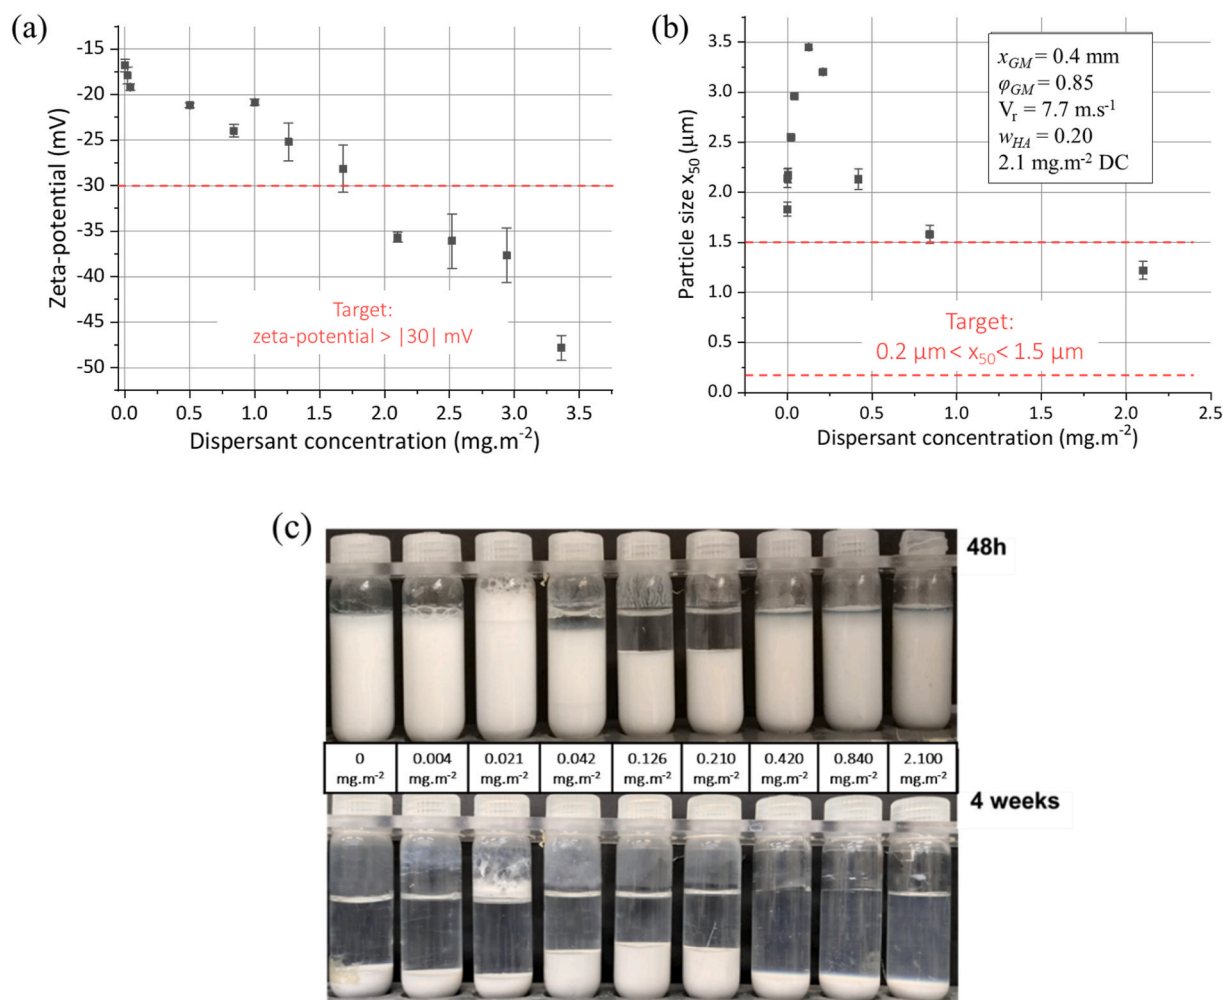 (a)
Zeta-potential (mV)
-15
-20
-25
-30
-35
-40
-45
-50
Target:
zeta-potential > |30| mV
0.0 0.5 1.0 1.5 2.0 2.5 3.0 3.5
Dispersant concentration (mg.m-2)
(b)
Particle size x50 (µm)
3.5
3.0
2.5
2.0
1.5
1.0
0.5
0.0
xGM = 0.4 mm
φGM = 0.85
Vr = 7.7 m.s-1
wHA = 0.20
2.1 mg.m-2 DC
Target:
0.2 µm< x50< 1.5 µm
0.0 0.5 1.0 1.5 2.0 2.5
Dispersant concentration (mg.m-2)
(c)
48h
0 0.004 0.021 0.042 0.126 0.210 0.420 0.840 2.100
mg.m-2 mg.m-2 mg.m-2 mg.m-2 mg.m-2 mg.m-2 mg.m-2 mg.m-2 mg.m-2
4 weeks